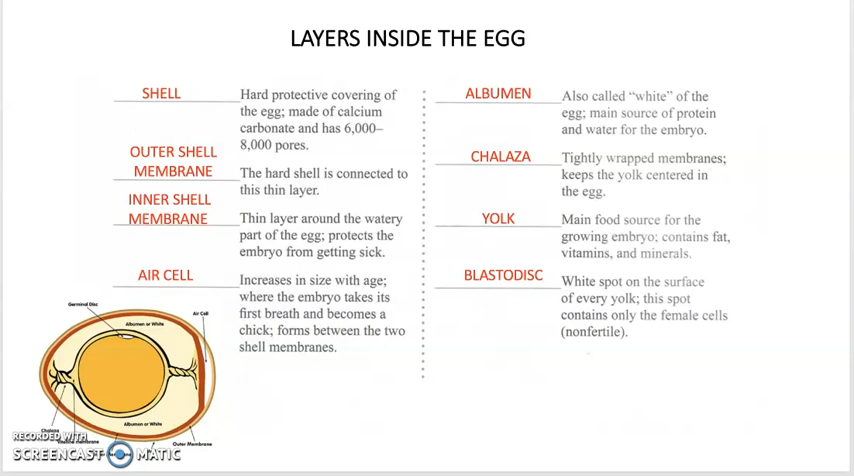 LAYERS INSIDE THE EGG
SHELL
Hard protective covering of
the egg; made of calcium
carbonate and has 6,000–
8,000 pores.
OUTER SHELL
MEMBRANE
The hard shell is connected to
this thin layer.
INNER SHELL
MEMBRANE
Thin layer around the watery
part of the egg; protects the
embryo from getting sick.
AIR CELL
Increases in size with age;
where the embryo takes its
first breath and becomes a
chick; forms between the two
shell membranes.
ALBUMEN
Also called “white” of the
egg; main source of protein
and water for the embryo.
CHALAZA
Tightly wrapped membranes;
keeps the yolk centered in
the egg.
YOLK
Main food source for the
growing embryo; contains fat,
vitamins, and minerals.
BLASTODISC
White spot on the surface
of every yolk; this spot
contains only the female cells
(nonfertile).
Germinal Disc
Air Cell
Albumen or White
Albumen or White
Chalaza
Outer Membrane
RECORDED WITH
SCREENCAST MATIC